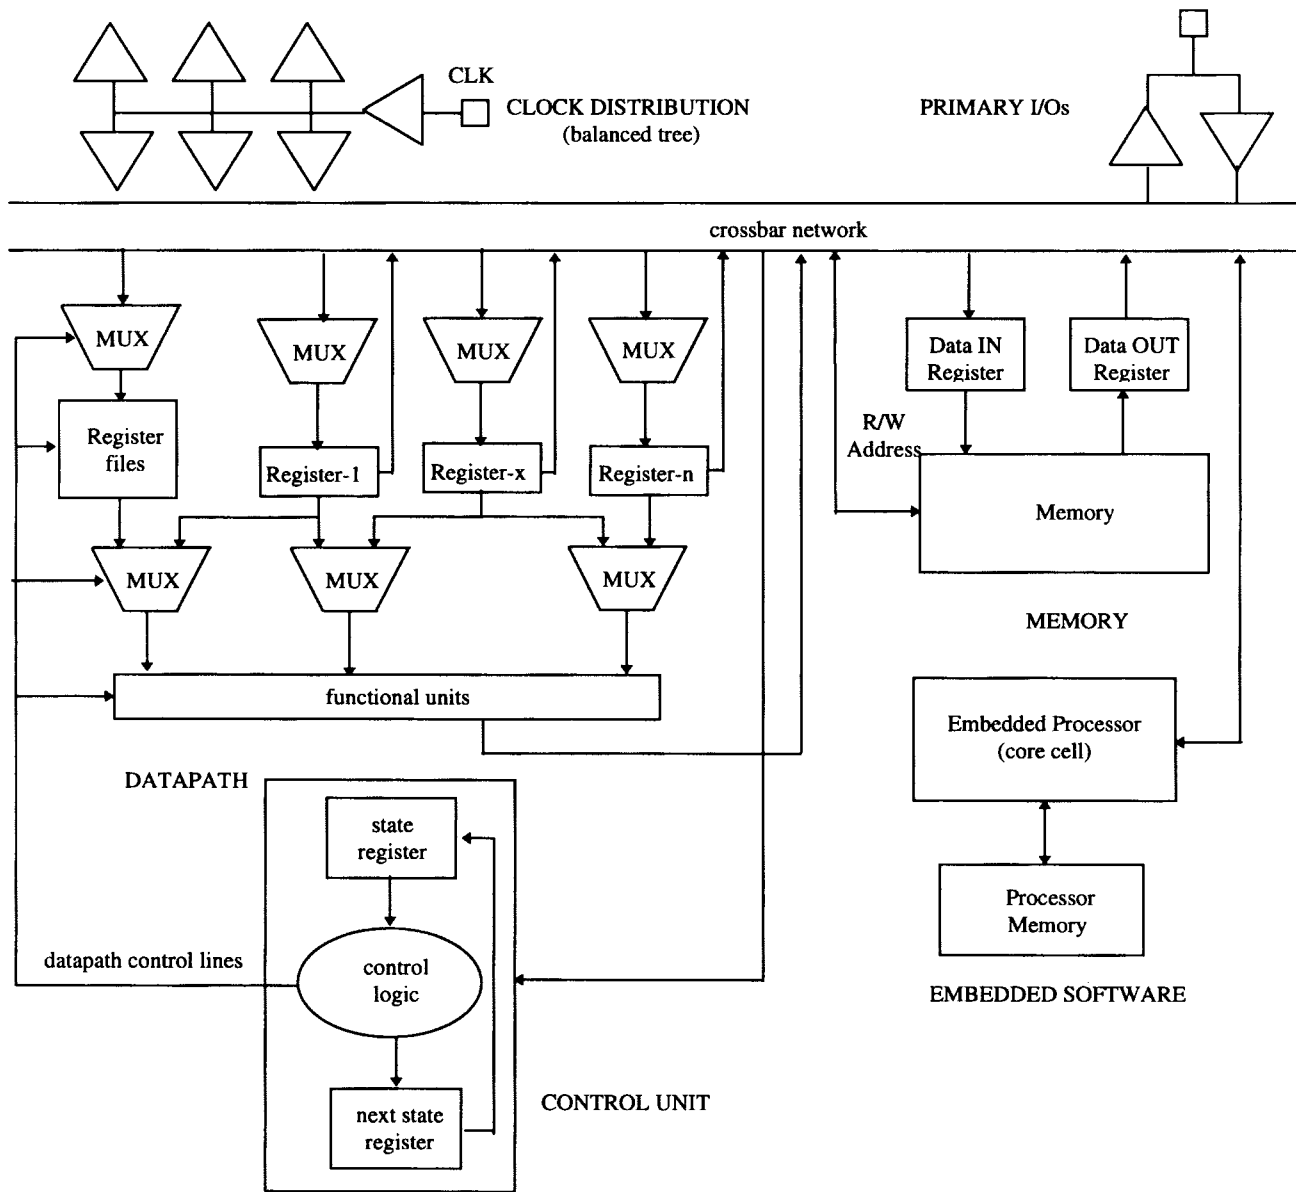 CLK
CLOCK DISTRIBUTION
(balanced tree)
PRIMARY I/Os
crossbar network
MUX
MUX
MUX
MUX
Data IN
Register
Data OUT
Register
R/W
Address
Register
files
Register-1
Register-x
Register-n
Memory
MUX
MUX
MUX
MEMORY
functional units
Embedded Processor
(core cell)
DATAPATH
state
register
Processor
Memory
datapath control lines
control
logic
EMBEDDED SOFTWARE
next state
register
CONTROL UNIT